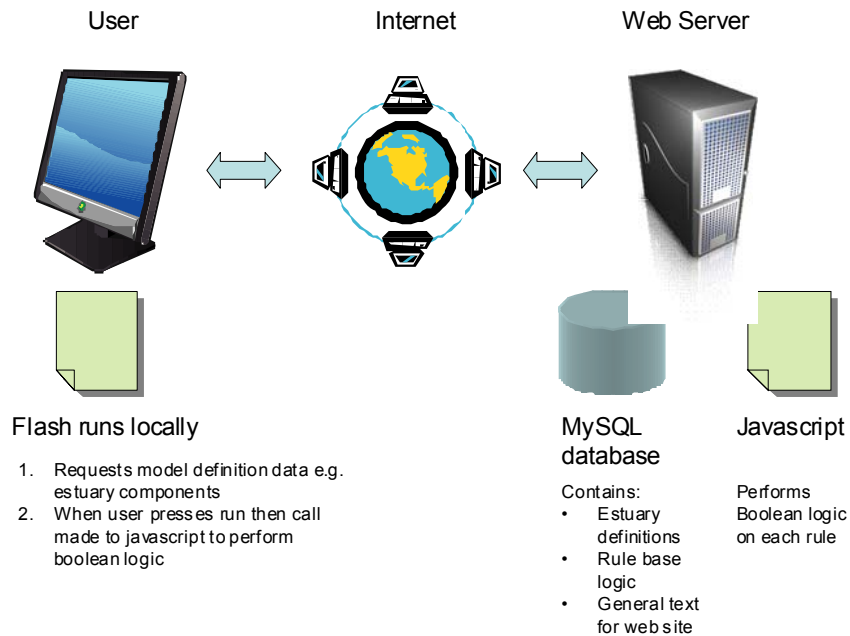 User
Internet
Web Server
Flash runs locally
1. Requests model definition data e.g.
estuary components
2. When user presses run then call
made to javascript to perform
boolean logic
MySQL
database
Contains:
• Estuary
definitions
• Rule base
logic
• General text
for web site
Javascript
Performs
Boolean logic
on each rule